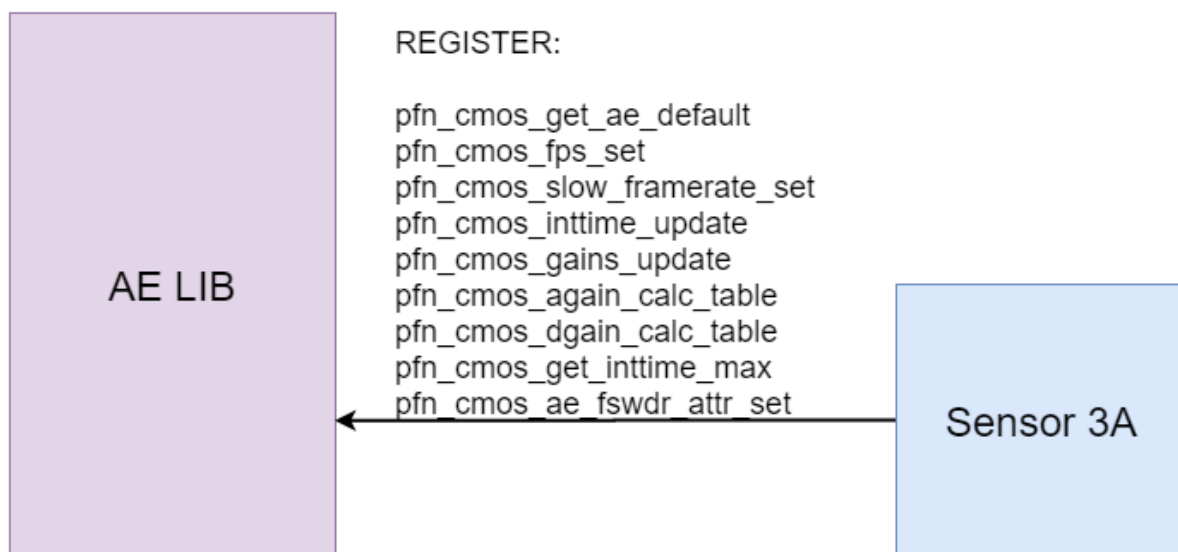 REGISTER:
pfn_cmos_get_ae_default
pfn_cmos_fps_set
pfn_cmos_slow_framerate_set
pfn_cmos_inttime_update
pfn_cmos_gains_update
pfn_cmos_again_calc_table
pfn_cmos_dgain_calc_table
pfn_cmos_get_inttime_max
pfn_cmos_ae_fswdr_attr_set
AE LIB
Sensor 3A